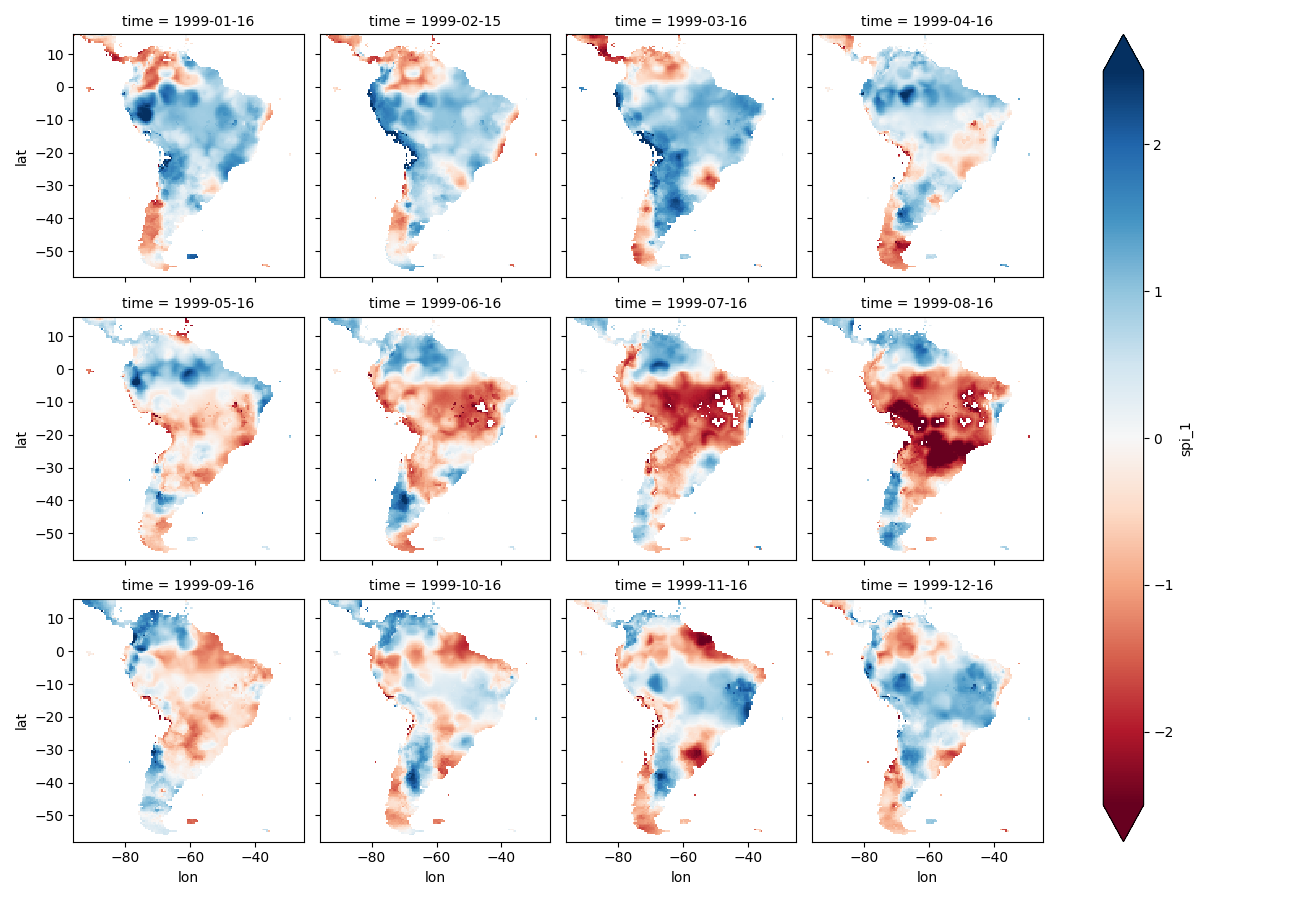 time = 1999-01-16
time = 1999-02-15
time = 1999-03-16
time = 1999-04-16
lat
10
0
−10
−20
−30
−40
−50
time = 1999-05-16
time = 1999-06-16
time = 1999-07-16
time = 1999-08-16
lat
10
0
−10
−20
−30
−40
−50
time = 1999-09-16
time = 1999-10-16
time = 1999-11-16
time = 1999-12-16
lat
10
0
−10
−20
−30
−40
−50
−80 −60 −40
−80 −60 −40
−80 −60 −40
−80 −60 −40
lon
lon
lon
lon
2
1
0
−1
−2
spi_1